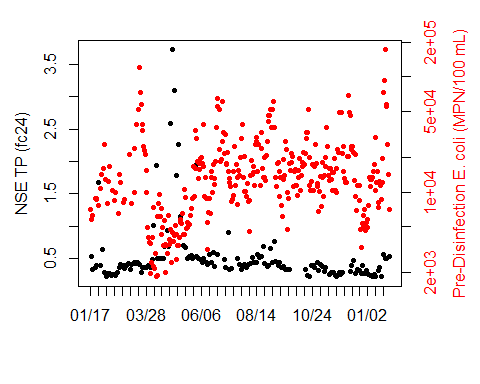 NSE TP (fc24)
3.5
2.5
1.5
0.5
2e+05
5e+04
1e+04
2e+03
Pre-Disinfection E. coli (MPN/100 mL)
01/17 03/28 06/06 08/14 10/24 01/02